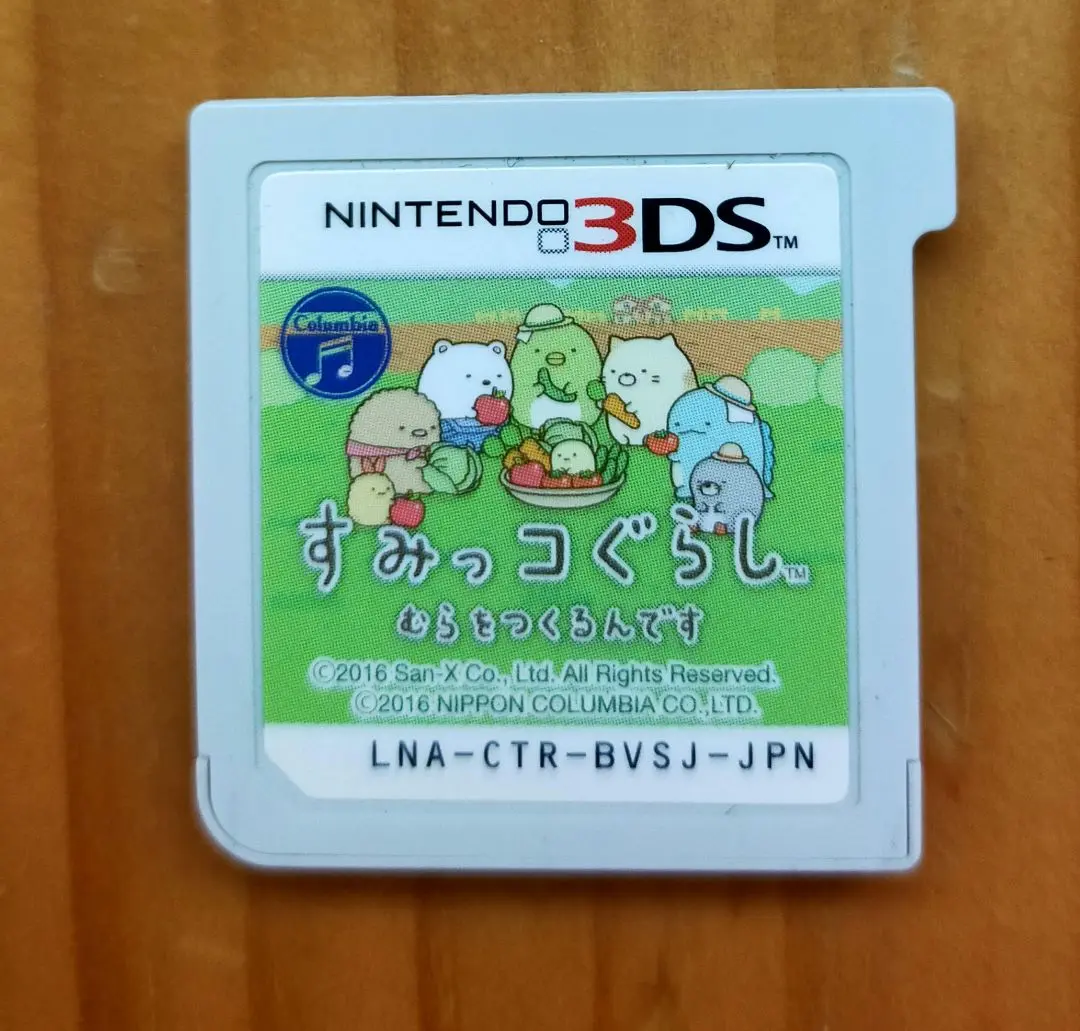 NINTENDO 3DS™
Columbia
すみっコぐらし™
むらをつくるんです
©2016 San-X Co., Ltd. All Rights Reserved.
©2016 NIPPON COLUMBIA CO.,LTD.
LNA-CTR-BVSJ-JPN